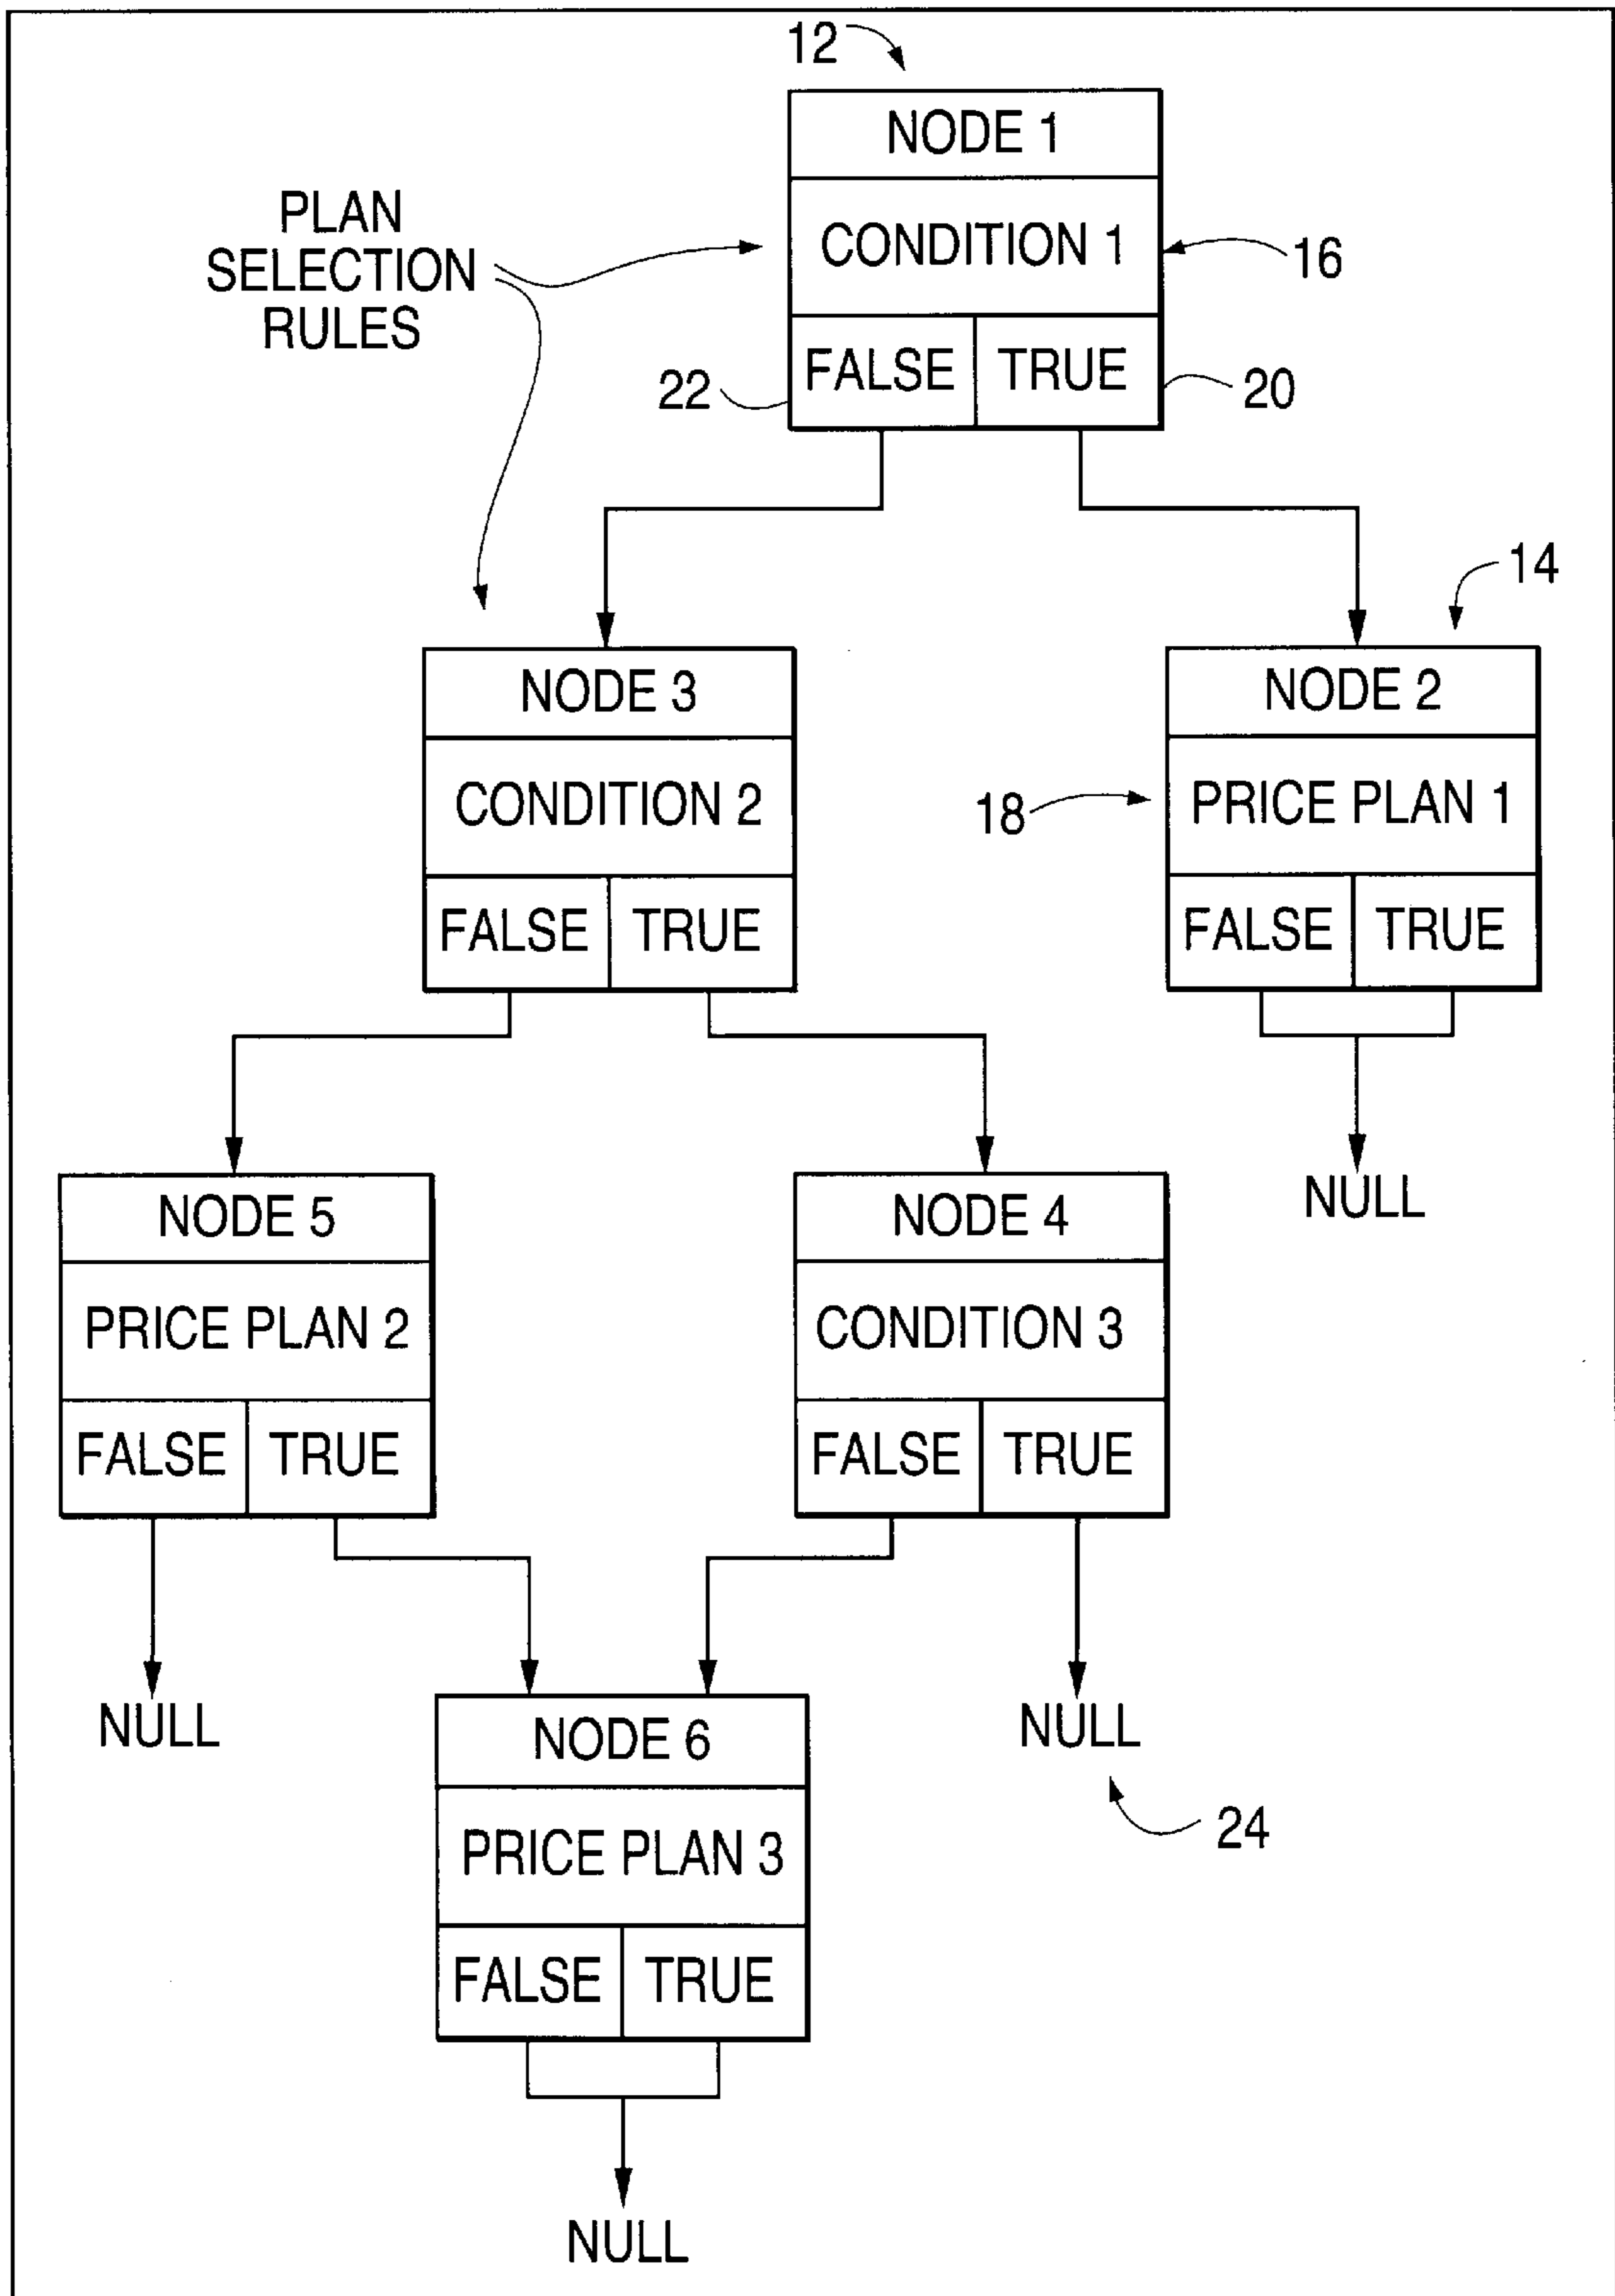 12
NODE 1
PLAN
SELECTION
RULES
CONDITION 1
16
FALSE TRUE
22
20
14
NODE 3
NODE 2
CONDITION 2
18
PRICE PLAN 1
FALSE TRUE
FALSE TRUE
NULL
NODE 5
NODE 4
PRICE PLAN 2
CONDITION 3
FALSE TRUE
FALSE TRUE
NULL
NULL
NODE 6
24
PRICE PLAN 3
FALSE TRUE
NULL